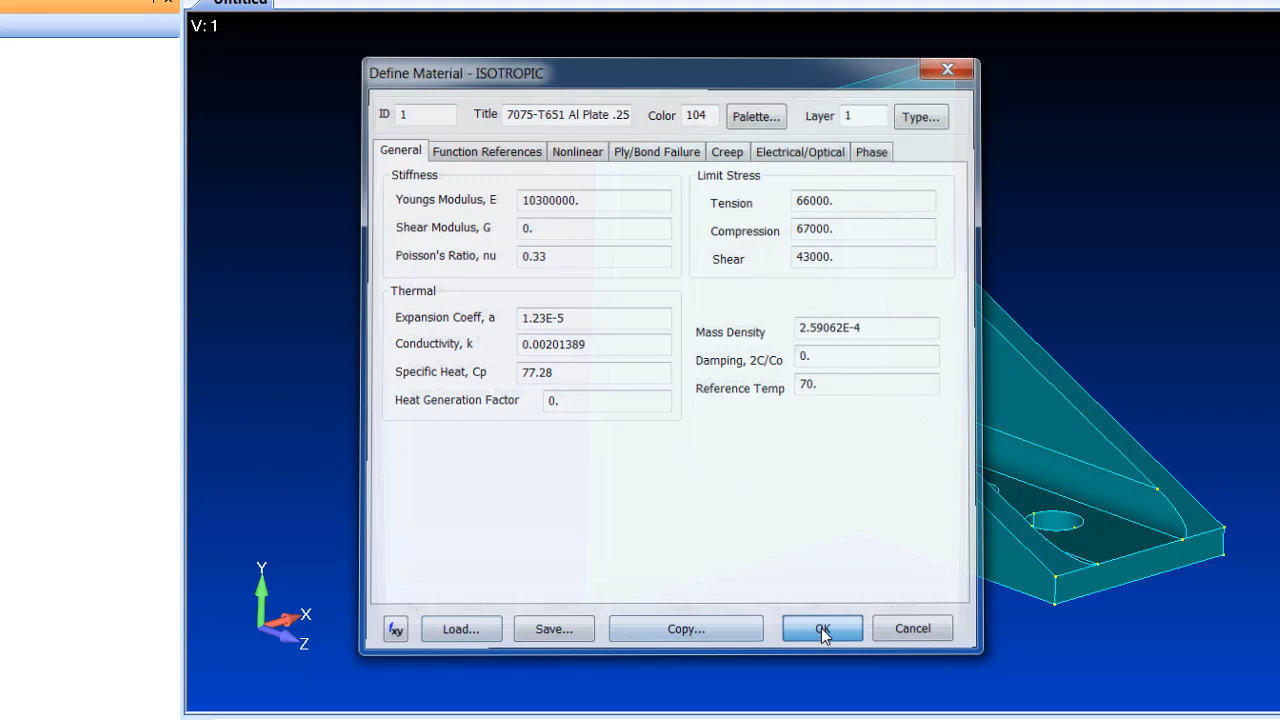 Untitled
V: 1
Define Material - ISOTROPIC
ID 1 Title 7075-T651 Al Plate .25 Color 104 Palette... Layer 1 Type...
General Function References Nonlinear Ply/Bond Failure Creep Electrical/Optical Phase
Stiffness
Youngs Modulus, E 10300000.
Shear Modulus, G 0.
Poisson's Ratio, nu 0.33
Limit Stress
Tension 66000.
Compression 67000.
Shear 43000.
Thermal
Expansion Coeff, a 1.23E-5
Conductivity, k 0.00201389
Specific Heat, Cp 77.28
Heat Generation Factor 0.
Mass Density 2.59062E-4
Damping, 2C/Co 0.
Reference Temp 70.
Y
X
Z
fxy Load... Save... Copy... OK Cancel